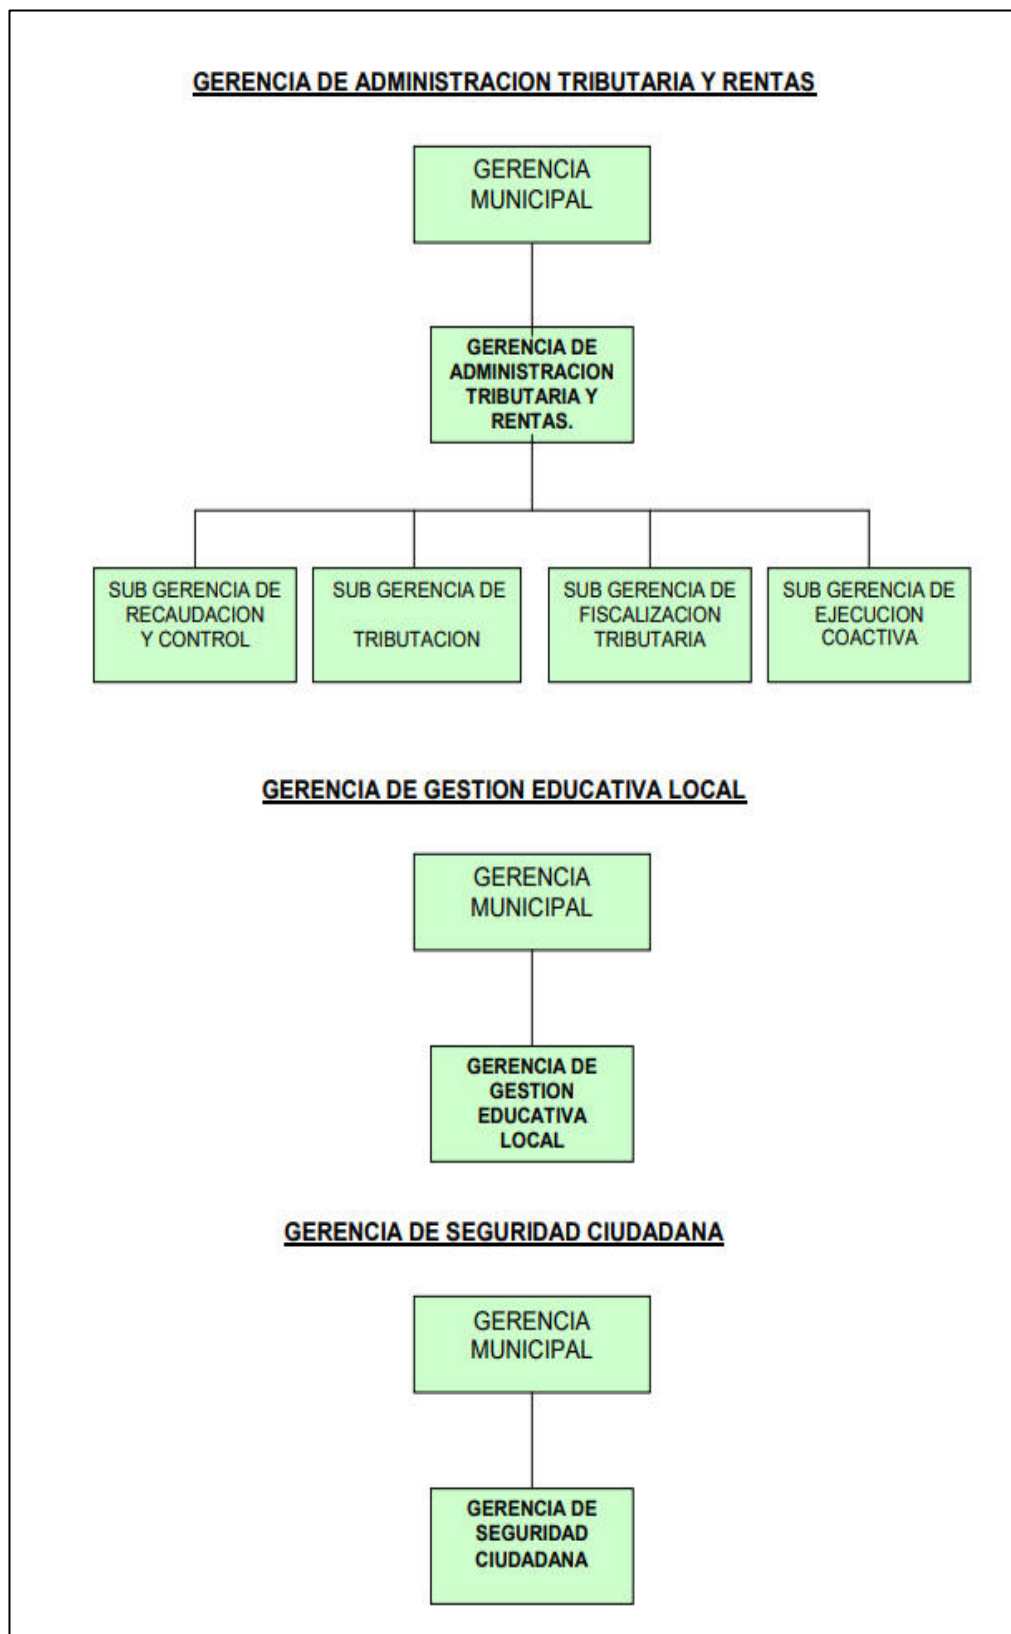 GERENCIA DE ADMINISTRACION TRIBUTARIA Y RENTAS
GERENCIA
MUNICIPAL
GERENCIA DE
ADMINISTRACION
TRIBUTARIA Y
RENTAS.
SUB GERENCIA DE
RECAUDACION
Y CONTROL
SUB GERENCIA DE
TRIBUTACION
SUB GERENCIA DE
FISCALIZACION
TRIBUTARIA
SUB GERENCIA DE
EJECUCION
COACTIVA
GERENCIA DE GESTION EDUCATIVA LOCAL
GERENCIA
MUNICIPAL
GERENCIA DE
GESTION
EDUCATIVA
LOCAL
GERENCIA DE SEGURIDAD CIUDADANA
GERENCIA
MUNICIPAL
GERENCIA DE
SEGURIDAD
CIUDADANA